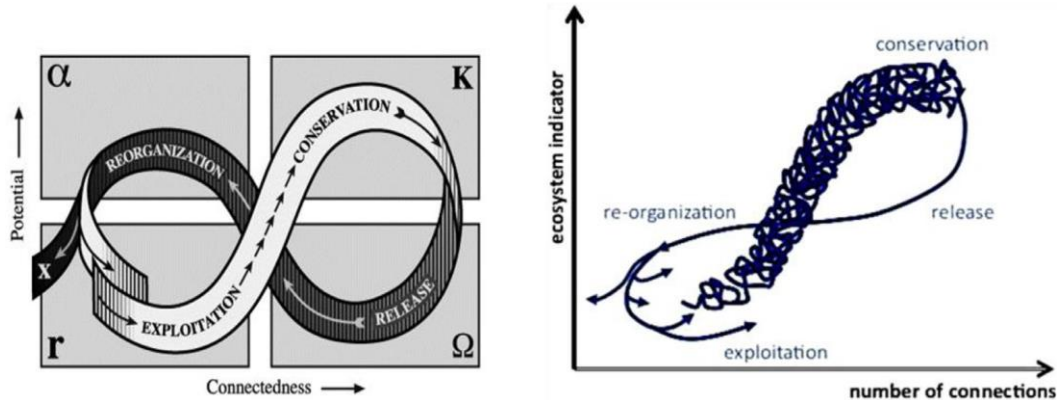 α
K
REORGANIZATION
CONSERVATION
Potential
x
EXPLOITATION
RELEASE
r
Ω
Connectedness
conservation
ecosystem indicator
re-organization
release
exploitation
number of connections